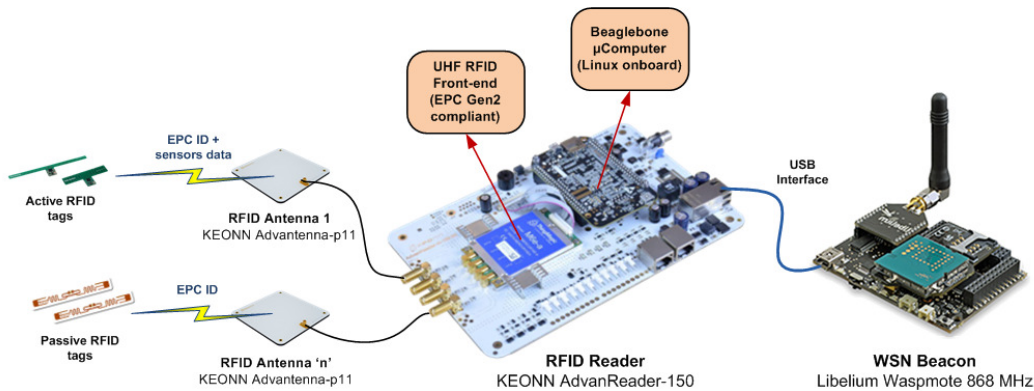 Beaglebone
µComputer
(Linux onboard)
UHF RFID
Front-end
(EPC Gen2
compliant)
EPC ID +
sensors data
Active RFID
tags
RFID Antenna 1
KEONN Advantenna-p11
USB
Interface
EPC ID
Passive RFID
tags
RFID Antenna ‘n’
KEONN Advantenna-p11
RFID Reader
KEONN AdvanReader-150
WSN Beacon
Libelium Waspmote 868 MHz